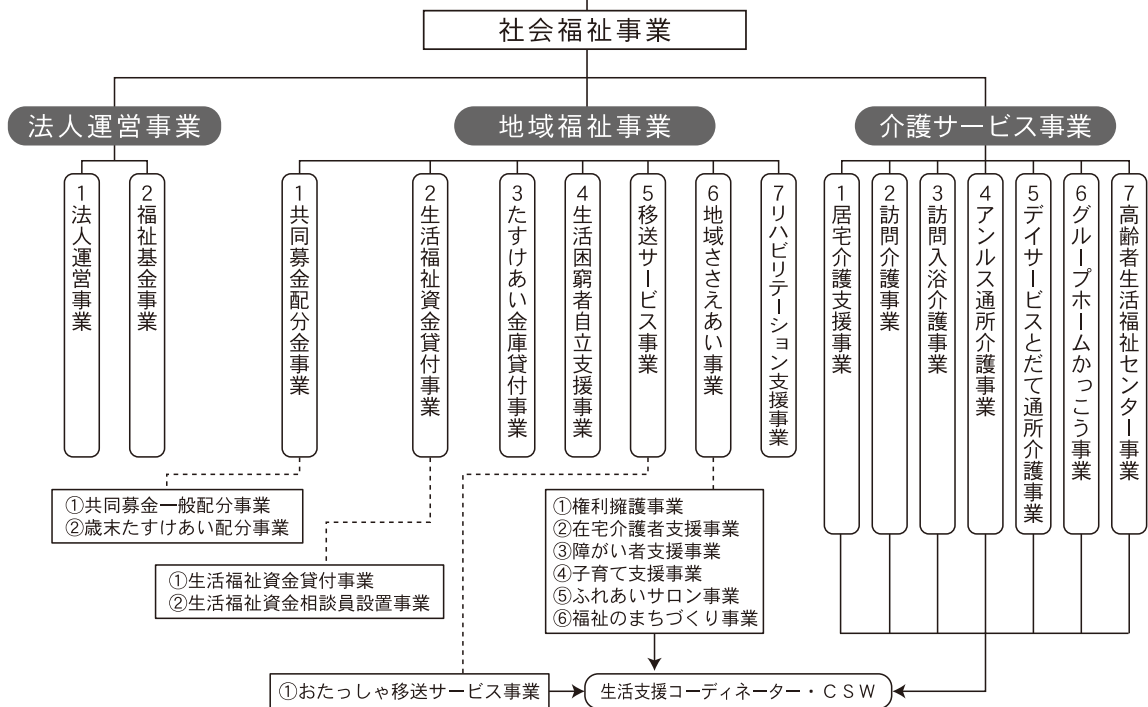 社会福祉事業
法人運営事業
地域福祉事業
介護サービス事業
1法人運営事業
2福祉基金事業
1共同募金配分金事業
2生活福祉資金貸付事業
3たすけあい金庫貸付事業
4生活困窮者自立支援事業
5移送サービス事業
6地域ささえあい事業
7リハビリテーション支援事業
1居宅介護支援事業
2訪問介護事業
3訪問入浴介護事業
4アンルス通所介護事業
5デイサービスとだて通所介護事業
6グループホームかっこう事業
7高齢者生活福祉センター事業
①共同募金一般配分事業
②歳末たすけあい配分事業
①生活福祉資金貸付事業
②生活福祉資金相談員設置事業
①権利擁護事業
②在宅介護者支援事業
③障がい者支援事業
④子育て支援事業
⑤ふれあいサロン事業
⑥福祉のまちづくり事業
①おたっしゃ移送サービス事業
生活支援コーディネーター・ＣＳＷ